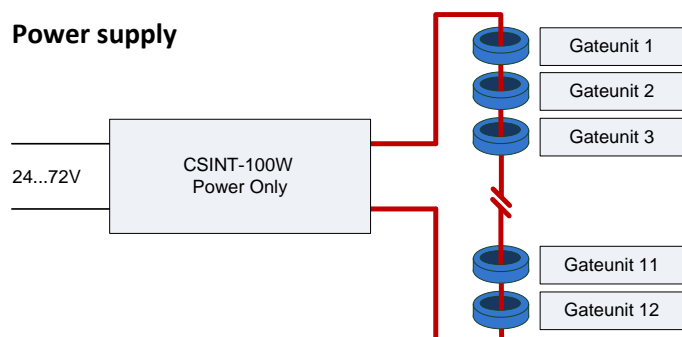 Power supply
Gateunit 1
Gateunit 2
Gateunit 3
24...72V
CSINT-100W
Power Only
Gateunit 11
Gateunit 12